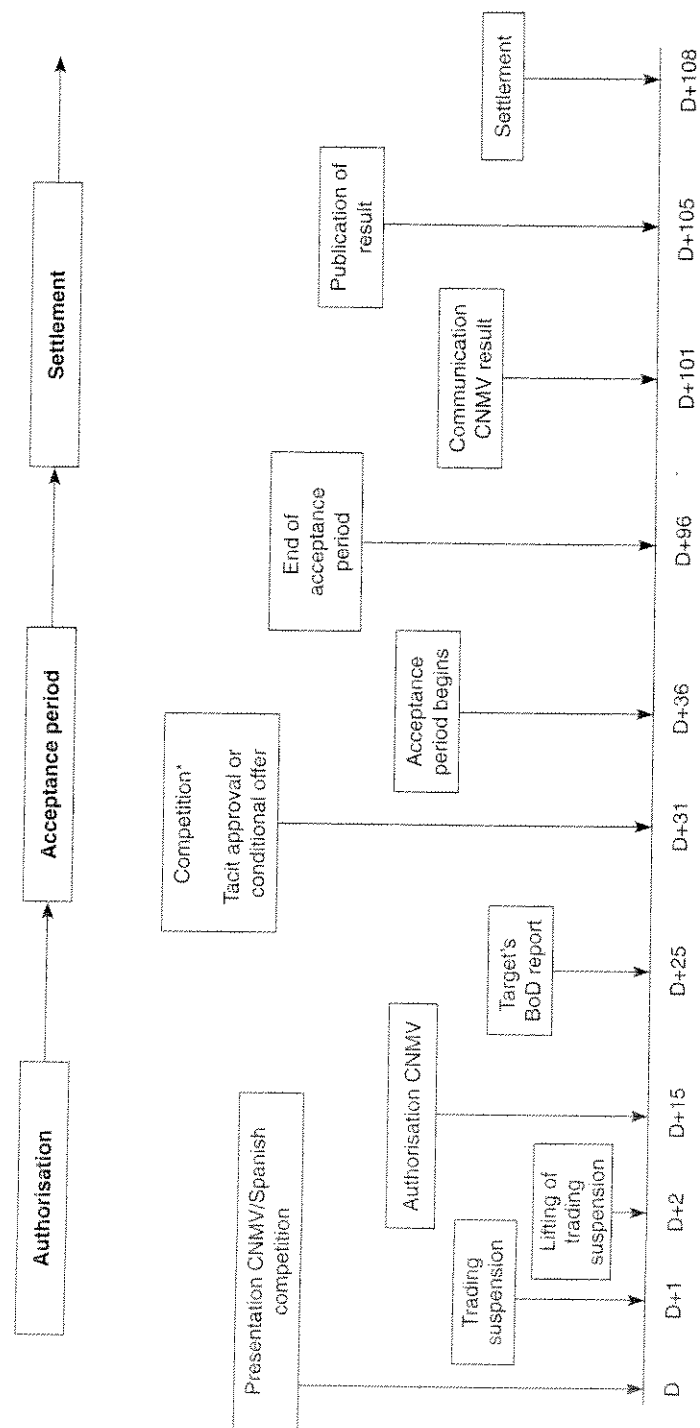 Authorisation
Acceptance period
Settlement
Presentation CNMV/Spanish
competition
Trading
suspension
Lifting of
trading
suspension
Authorisation CNMV
Target's
BoD report
Competition*
Tacit approval or
conditional offer
Acceptance
period begins
End of
acceptance
period
Communication
CNMV result
Publication of
result
Settlement
D
D+1
D+2
D+15
D+25
D+31
D+36
D+96
D+101
D+105
D+108